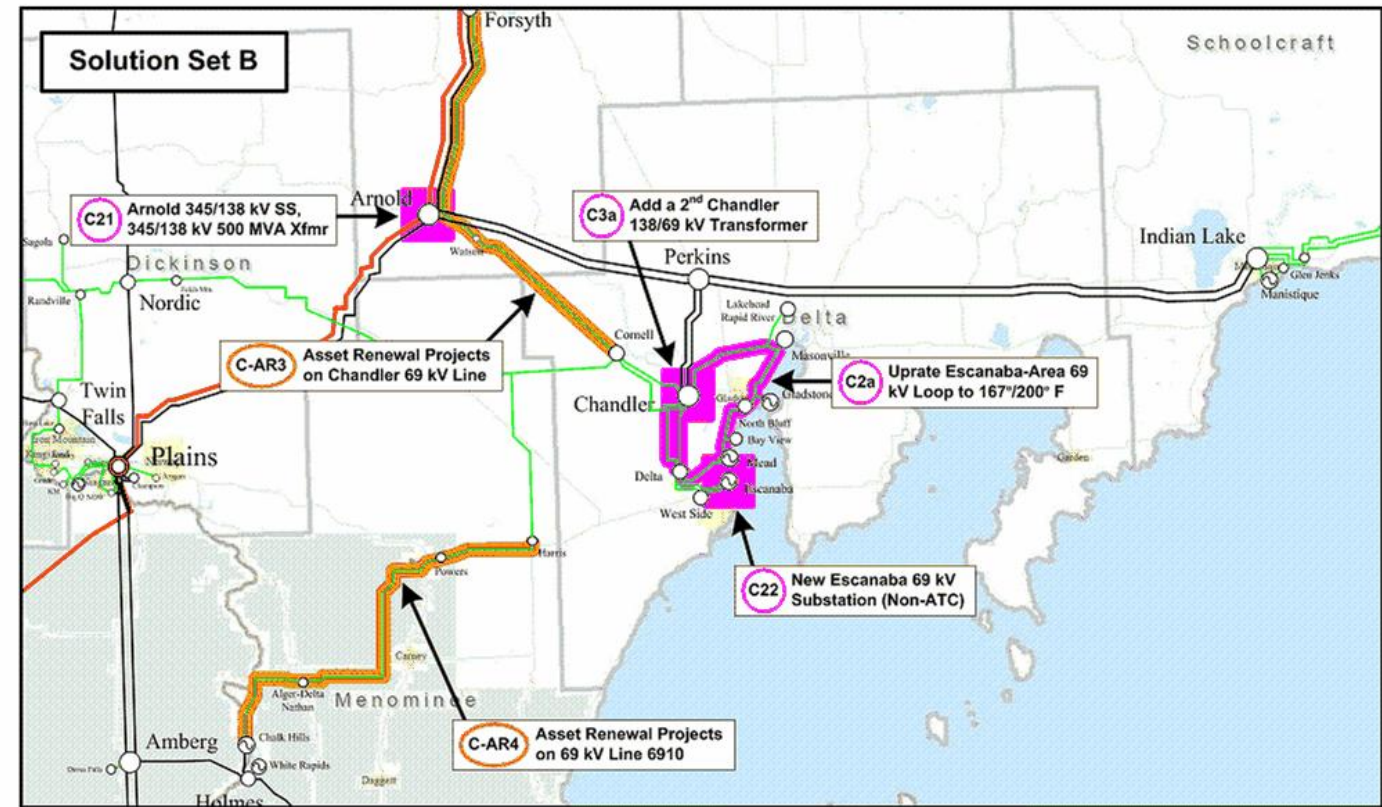 Forsyth
Schoolcraft
Solution Set B
Arnold
C21
Arnold 345/138 kV SS,
345/138 kV 500 MVA Xfmr
C3a
Add a 2nd Chandler
138/69 kV Transformer
Sagola
Watson
Perkins
Indian Lake
Glen Jenks
Manistique
Dickinson
Randville
Nordic
Lakehead
Rapid River
Delta
C-AR3
Asset Renewal Projects
on Chandler 69 kV Line
Cornell
Masonville
C2a
Uprate Escanaba-Area 69
kV Loop to 167°/200° F
Twin
Falls
Chandler
Gladstone
North Bluff
Bay View
Plains
Mead
Garden
Champion
Delta
Escanaba
West Side
Harris
Powers
C22
New Escanaba 69 kV
Substation (Non-ATC)
Carney
Alger-Delta
Nathan
Menominee
C-AR4
Asset Renewal Projects
on 69 kV Line 6910
Chalk Hills
Amberg
White Rapids
Daggett
Holmes